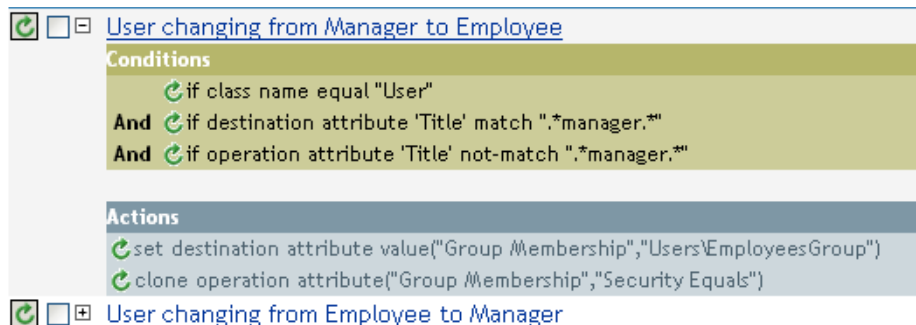 User changing from Manager to Employee
Conditions
if class name equal "User"
And if destination attribute 'Title' match ".*manager.*"
And if operation attribute 'Title' not-match ".*manager.*"
Actions
set destination attribute value("Group Membership","Users\EmployeesGroup")
clone operation attribute("Group Membership","Security Equals")
User changing from Employee to Manager